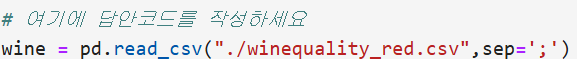 # 여기에 답안코드를 작성하세요
wine = pd.read_csv("./winequality_red.csv",sep=';')